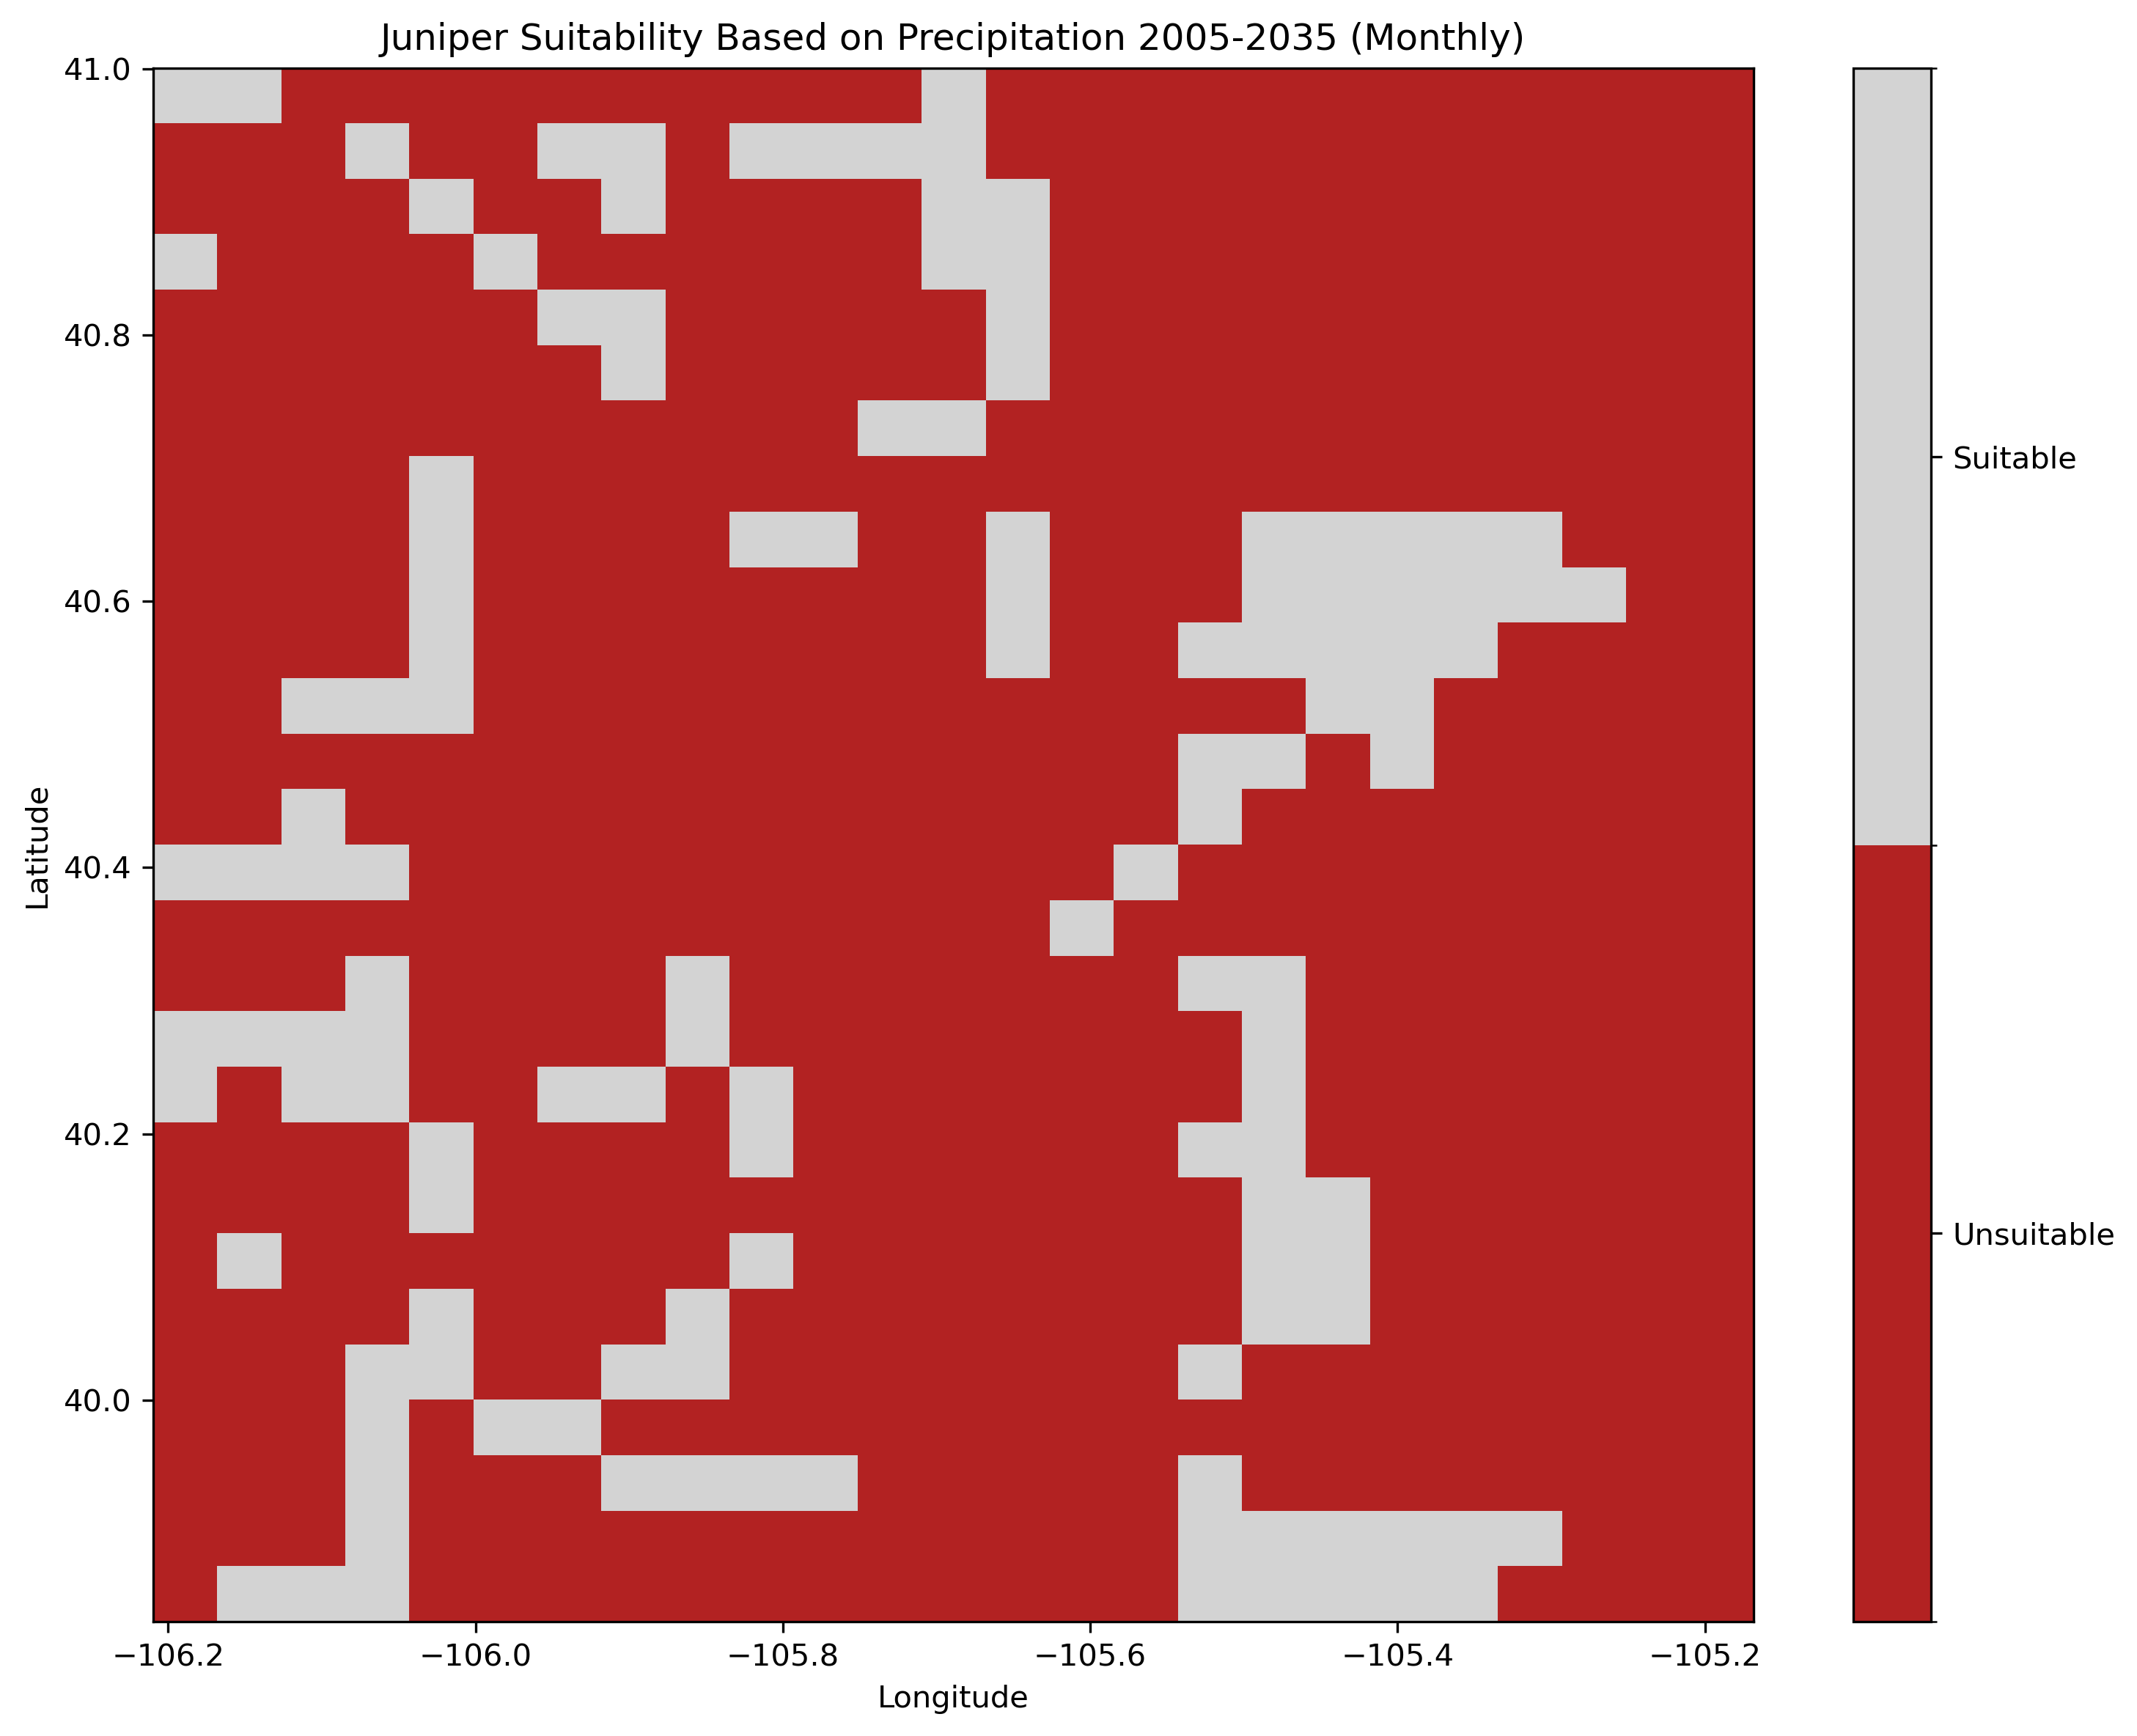 Juniper Suitability Based on Precipitation 2005-2035 (Monthly)
41.0
40.8
40.6
40.4
40.2
40.0
Latitude
−106.2
−106.0
−105.8
−105.6
−105.4
−105.2
Longitude
Suitable
Unsuitable